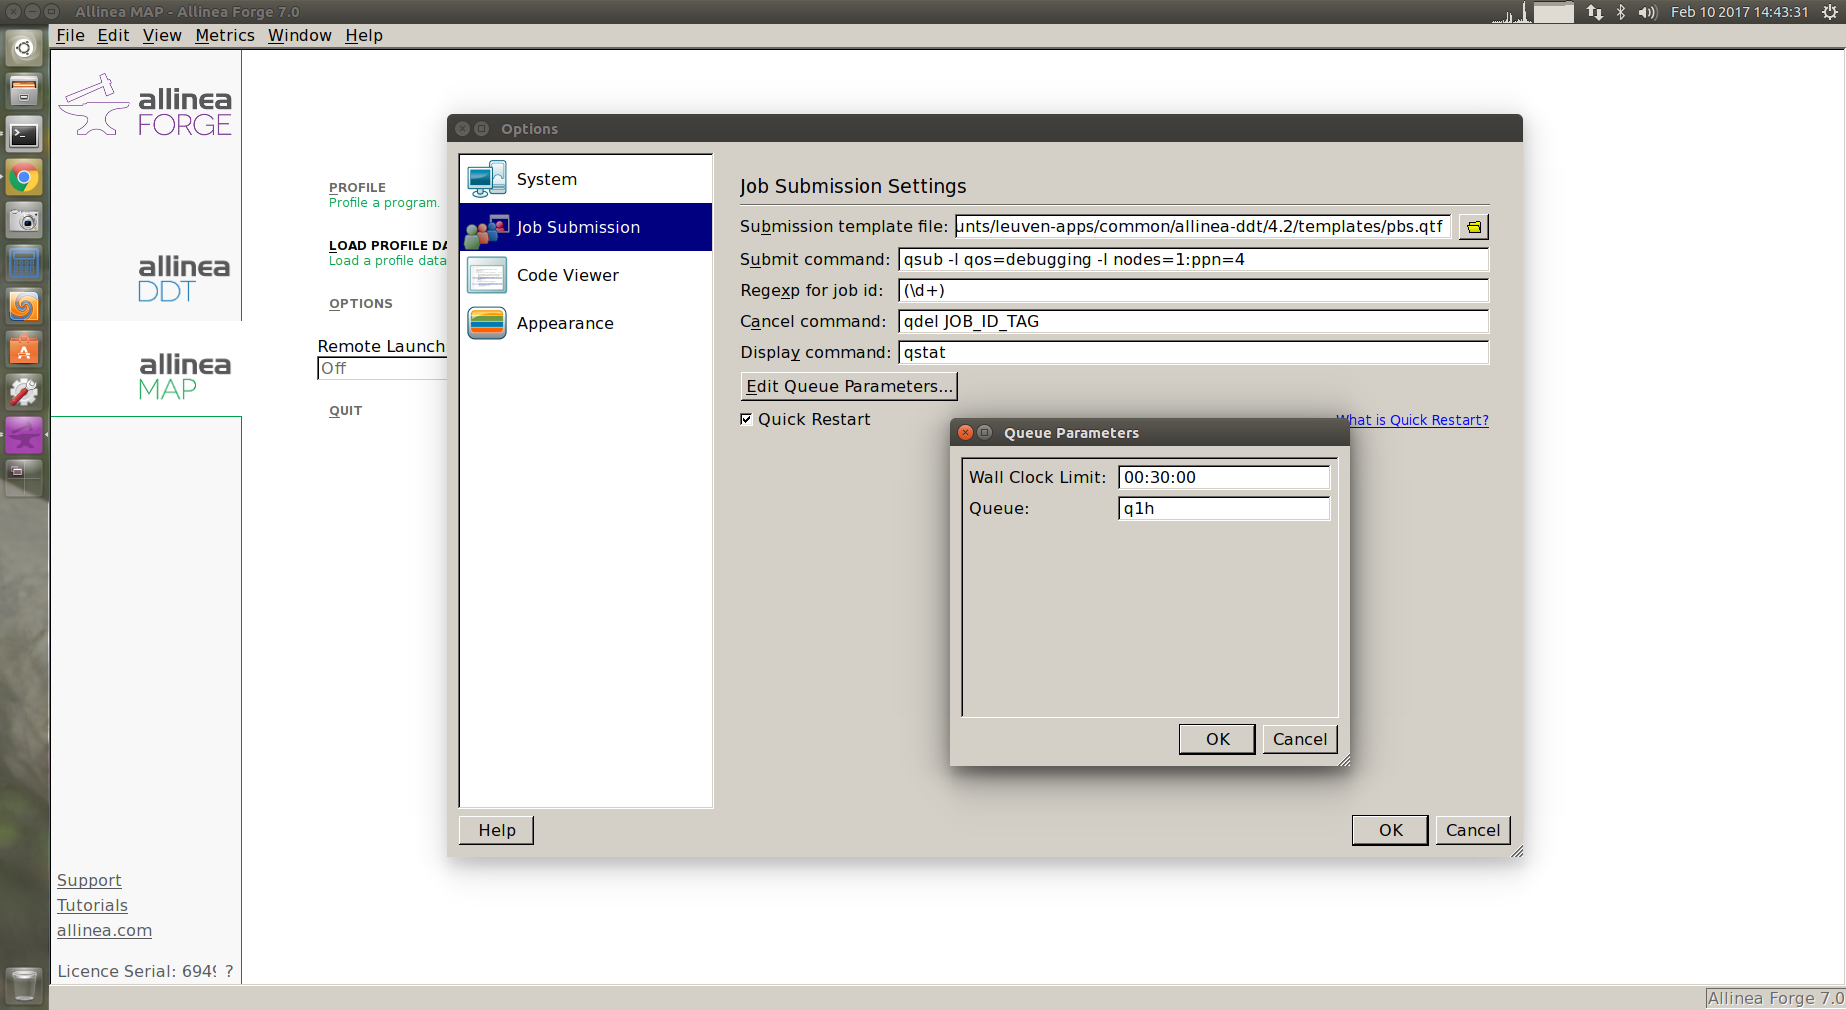 Allinea MAP - Allinea Forge 7.0
Feb 10 2017 14:43:31
File Edit View Metrics Window Help
allinea
FORGE
allinea
DDT
allinea
MAP
Support
Tutorials
allinea.com
Licence Serial: 6949 ?
PROFILE
Profile a program.
LOAD PROFILE DA
Load a profile data
OPTIONS
Remote Launch
Off
QUIT
Options
System
Job Submission
Code Viewer
Appearance
Job Submission Settings
Submission template file: unts/leuven-apps/common/allinea-ddt/4.2/templates/pbs.qtf
Submit command: qsub -l qos=debugging -l nodes=1:ppn=4
Regexp for job id: (\d+)
Cancel command: qdel JOB_ID_TAG
Display command: qstat
Edit Queue Parameters...
Quick Restart
What is Quick Restart?
Queue Parameters
Wall Clock Limit: 00:30:00
Queue: q1h
OK Cancel
Help
OK Cancel
Allinea Forge 7.0